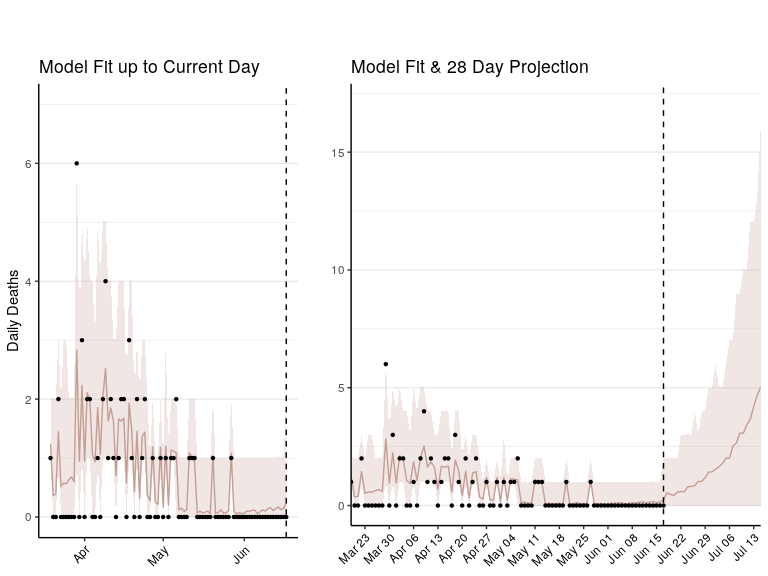 Model Fit up to Current Day
Daily Deaths
6
4
2
0
Apr
May
Jun
Model Fit & 28 Day Projection
15
10
5
0
Mar 23
Mar 30
Apr 06
Apr 13
Apr 20
Apr 27
May 04
May 11
May 18
May 25
Jun 01
Jun 08
Jun 15
Jun 22
Jun 29
Jul 06
Jul 13